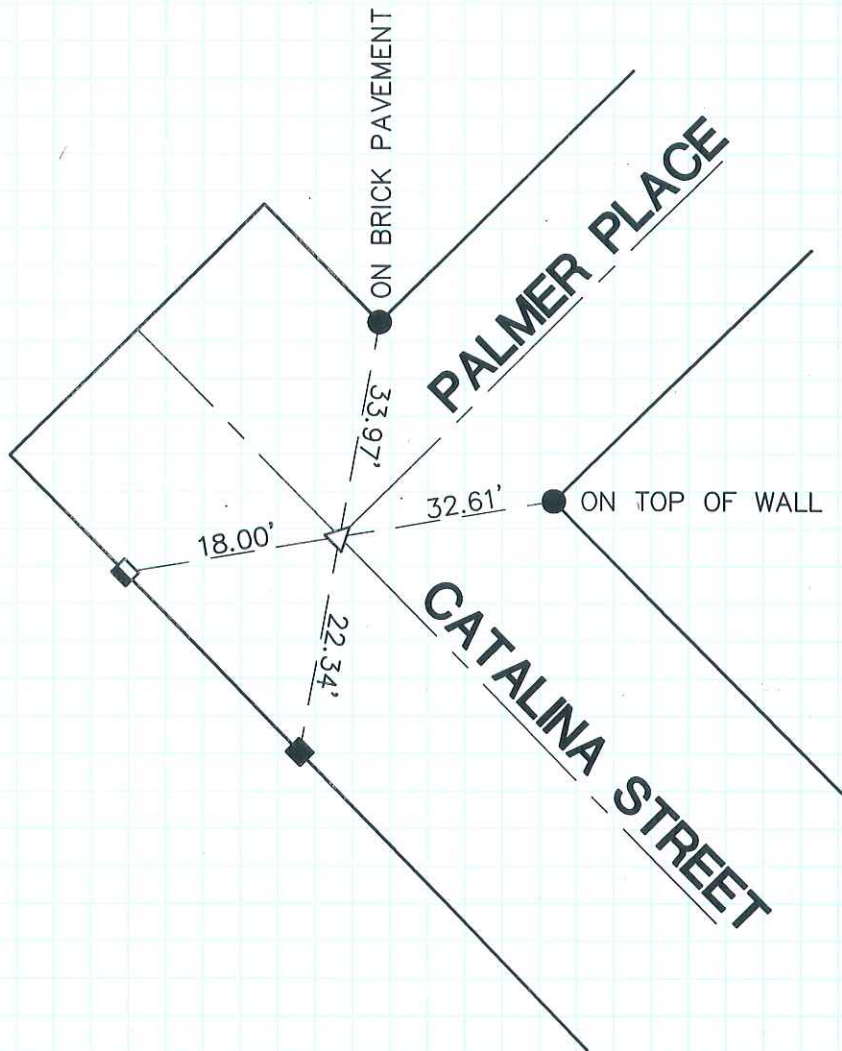 ON BRICK PAVEMENT
PALMER PLACE
33.97'
32.61'
ON TOP OF WALL
18.00'
22.34'
CATALINA STREET